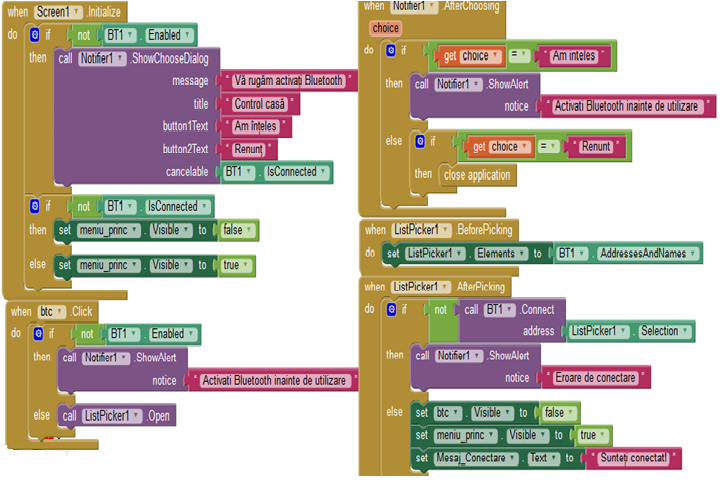 when Screen1 .Initialize
do if not BT1 . Enabled
then call Notifier1 .ShowChooseDialog
message " Vă rugăm activați Bluetooth "
title " Control casă "
button1Text " Am înțeles "
button2Text " Renunț "
cancelable BT1 . IsConnected
if not BT1 . IsConnected
then set meniu_princ . Visible to false
else set meniu_princ . Visible to true
when btc .Click
do if not BT1 . Enabled
then call Notifier1 .ShowAlert
notice " Activati Bluetooth inainte de utilizare "
else call ListPicker1 .Open
when Notifier1 .AfterChoosing
choice
do if get choice = " Am inteles "
then call Notifier1 .ShowAlert
notice " Activati Bluetooth inainte de utilizare "
else if get choice = " Renunt "
then close application
when ListPicker1 .BeforePicking
do set ListPicker1 . Elements to BT1 . AddressesAndNames
when ListPicker1 .AfterPicking
do if not call BT1 .Connect
address ListPicker1 . Selection
then call Notifier1 .ShowAlert
notice " Eroare de conectare "
else set btc . Visible to false
set meniu_princ . Visible to true
set Mesaj_Conectare . Text to " Sunteți conectat! "